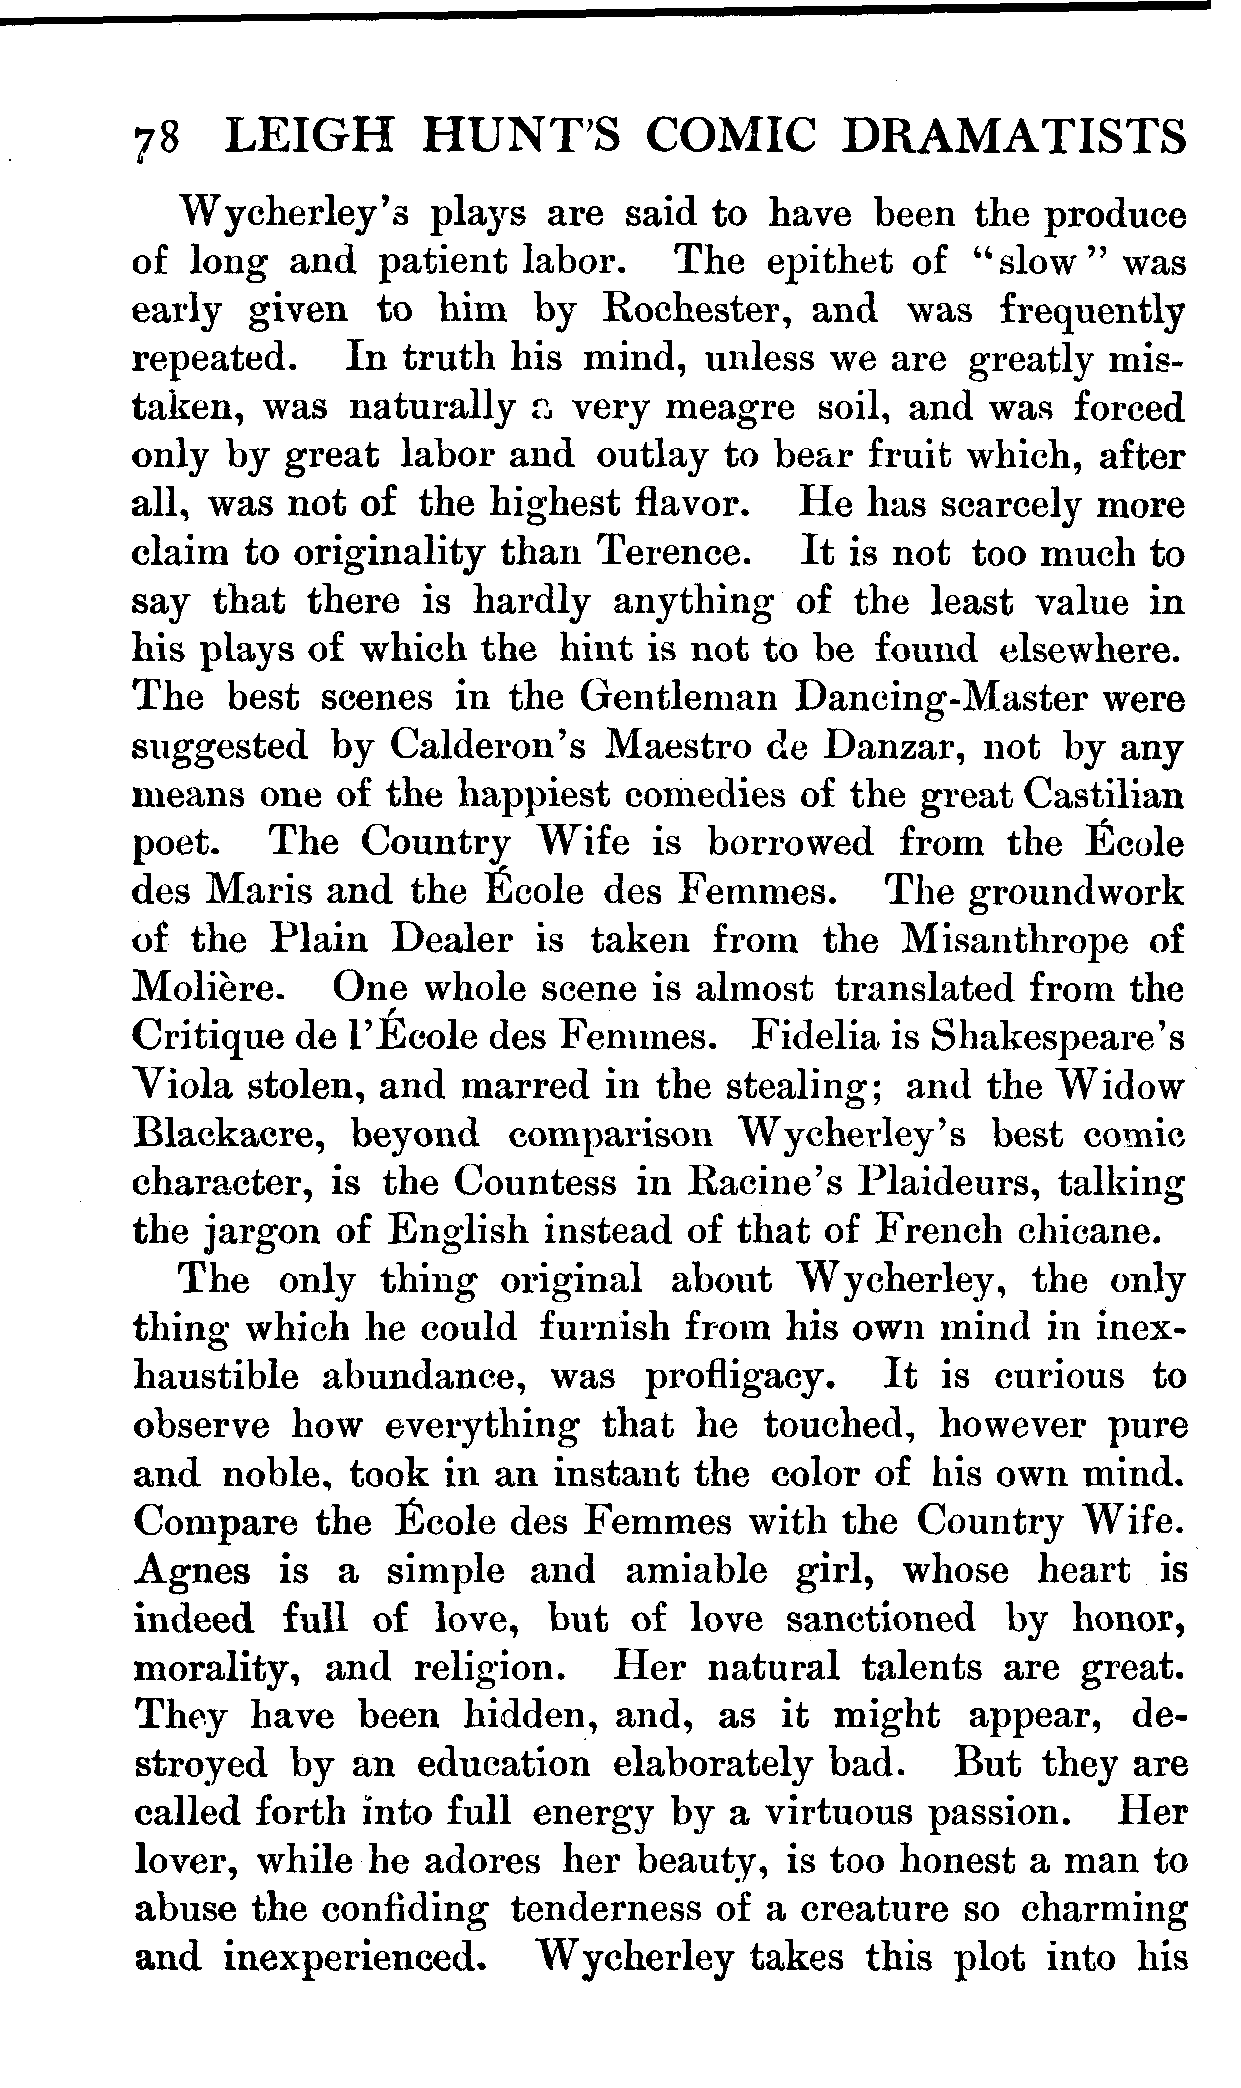 78 LEIGH HUNT'S COMIC DRAMATISTS
Wycherley's plays are said to have been the produce
of long and patient labor. The epithet of “slow” was
early given to him by Rochester, and was frequently
repeated. In truth his mind, unless we are greatly mis-
taken, was naturally a very meagre soil, and was forced
only by great labor and outlay to bear fruit which, after
all, was not of the highest flavor. He has scarcely more
claim to originality than Terence. It is not too much to
say that there is hardly anything of the least value in
his plays of which the hint is not to be found elsewhere.
The best scenes in the Gentleman Dancing-Master were
suggested by Calderon's Maestro de Danzar, not by any
means one of the happiest comedies of the great Castilian
poet. The Country Wife is borrowed from the École
des Maris and the École des Femmes. The groundwork
of the Plain Dealer is taken from the Misanthrope of
Molière. One whole scene is almost translated from the
Critique de l'École des Femmes. Fidelia is Shakespeare's
Viola stolen, and marred in the stealing; and the Widow
Blackacre, beyond comparison Wycherley's best comic
character, is the Countess in Racine's Plaideurs, talking
the jargon of English instead of that of French chicane.
The only thing original about Wycherley, the only
thing which he could furnish from his own mind in inex-
haustible abundance, was profligacy. It is curious to
observe how everything that he touched, however pure
and noble, took in an instant the color of his own mind.
Compare the École des Femmes with the Country Wife.
Agnes is a simple and amiable girl, whose heart is
indeed full of love, but of love sanctioned by honor,
morality, and religion. Her natural talents are great.
They have been hidden, and, as it might appear, de-
stroyed by an education elaborately bad. But they are
called forth into full energy by a virtuous passion. Her
lover, while he adores her beauty, is too honest a man to
abuse the confiding tenderness of a creature so charming
and inexperienced. Wycherley takes this plot into his